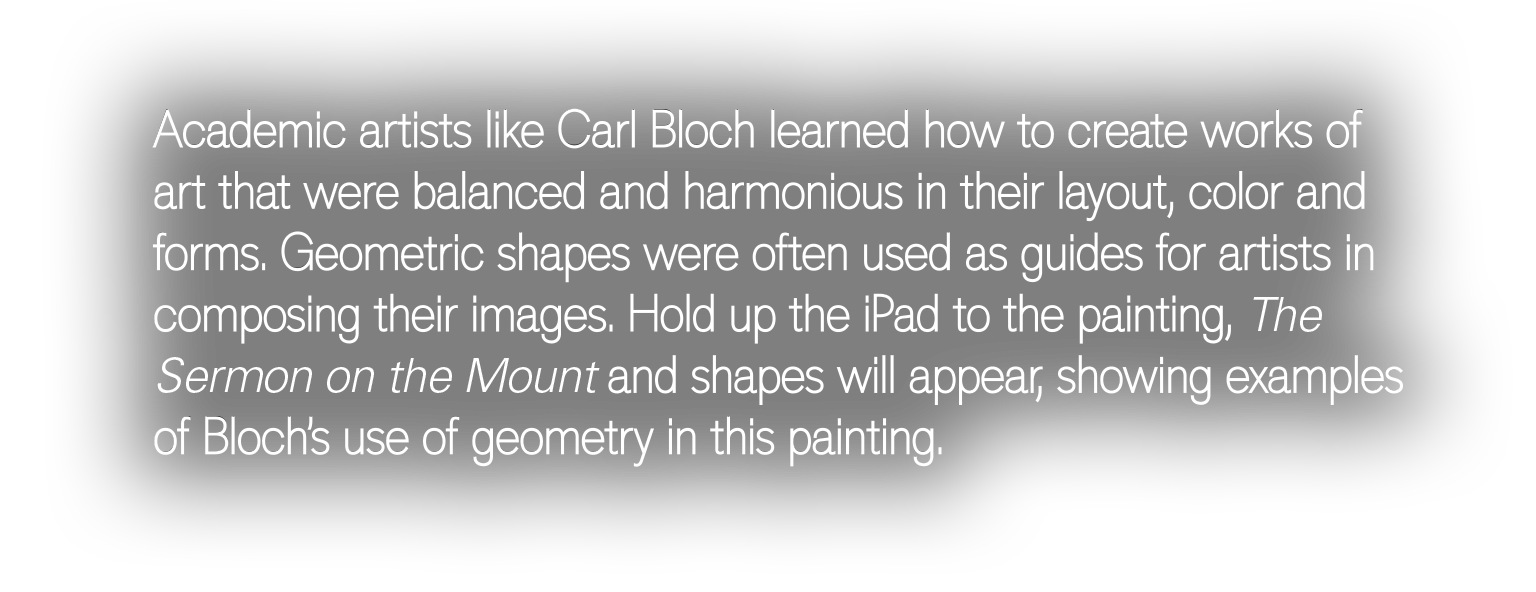 Academic artists like Carl Bloch learned how to create works of
art that were balanced and harmonious in their layout, color and
forms. Geometric shapes were often used as guides for artists in
composing their images. Hold up the iPad to the painting, The
Sermon on the Mount and shapes will appear, showing examples
of Bloch’s use of geometry in this painting.